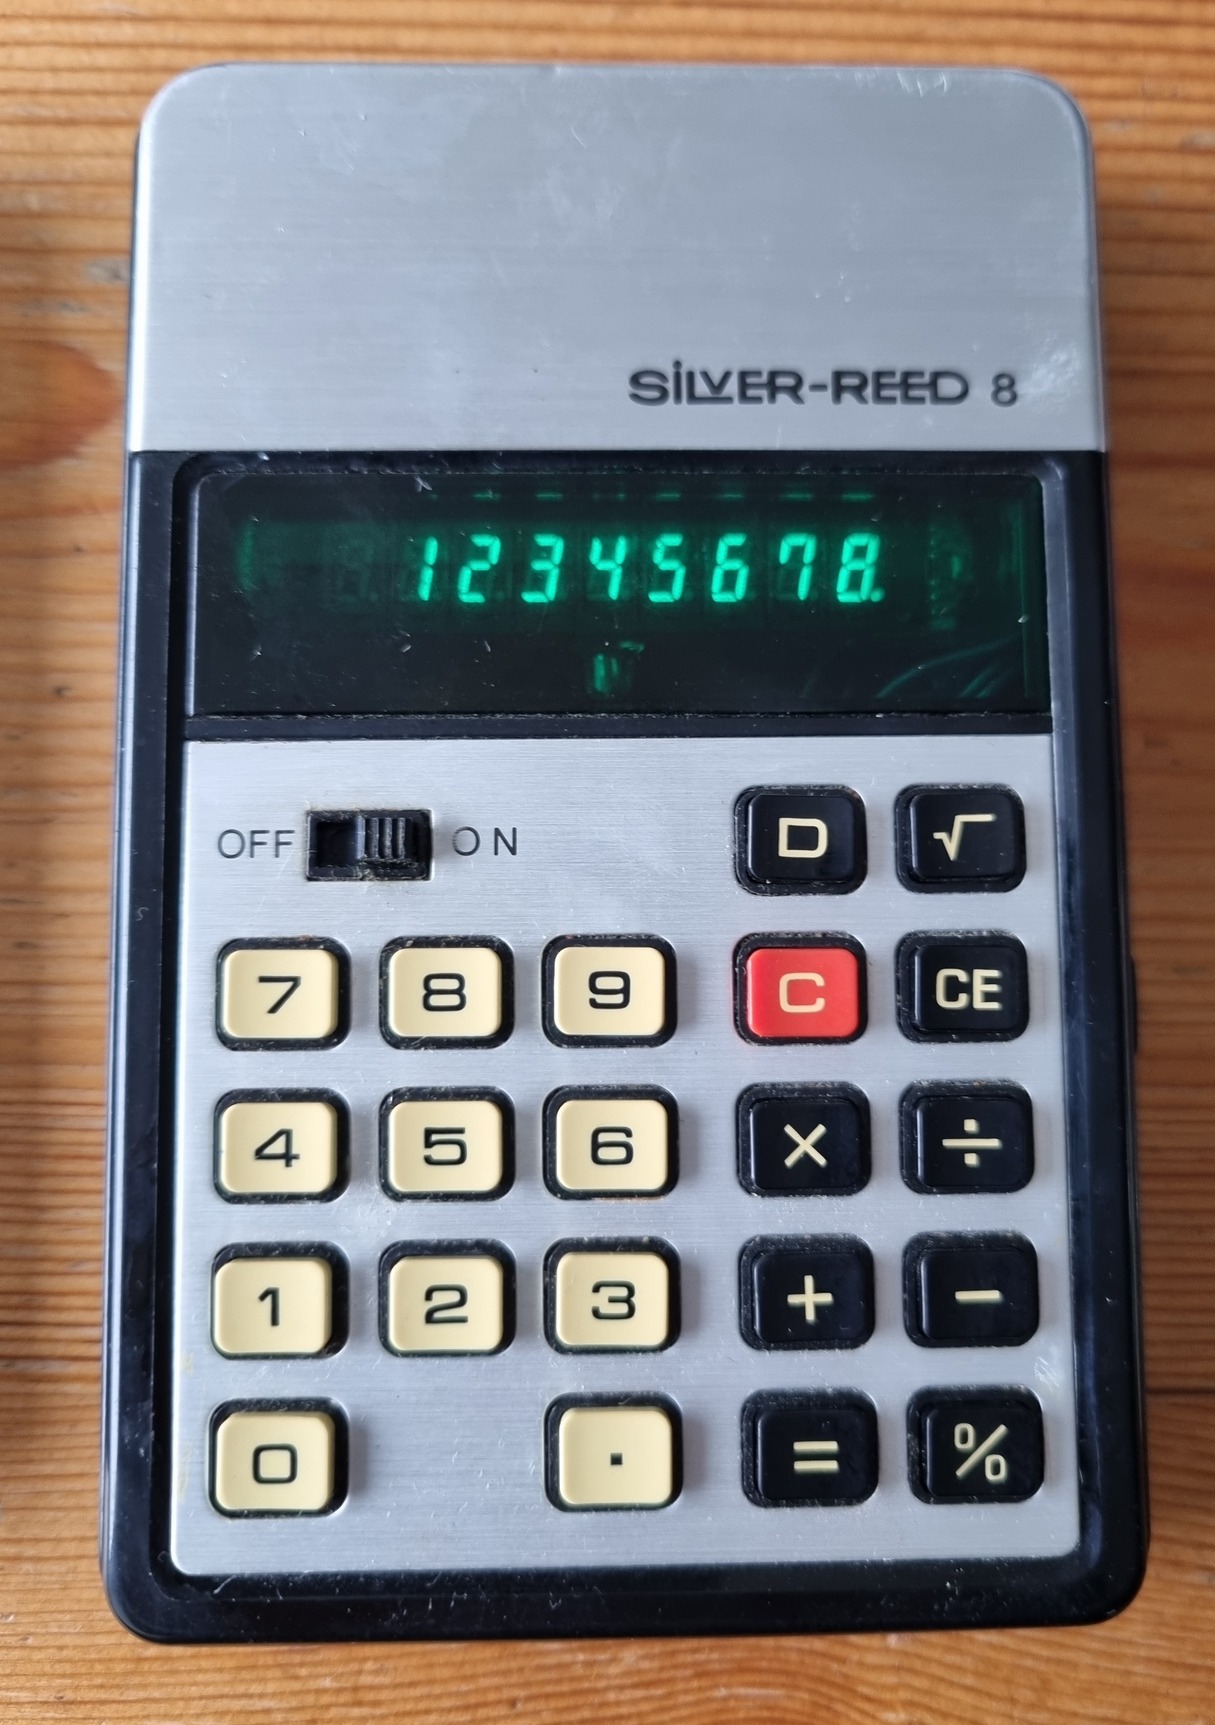 SILVER-REED 8
12345678.
OFF ON D √
7 8 9 C CE
4 5 6 × ÷
1 2 3 + −
0 . = %